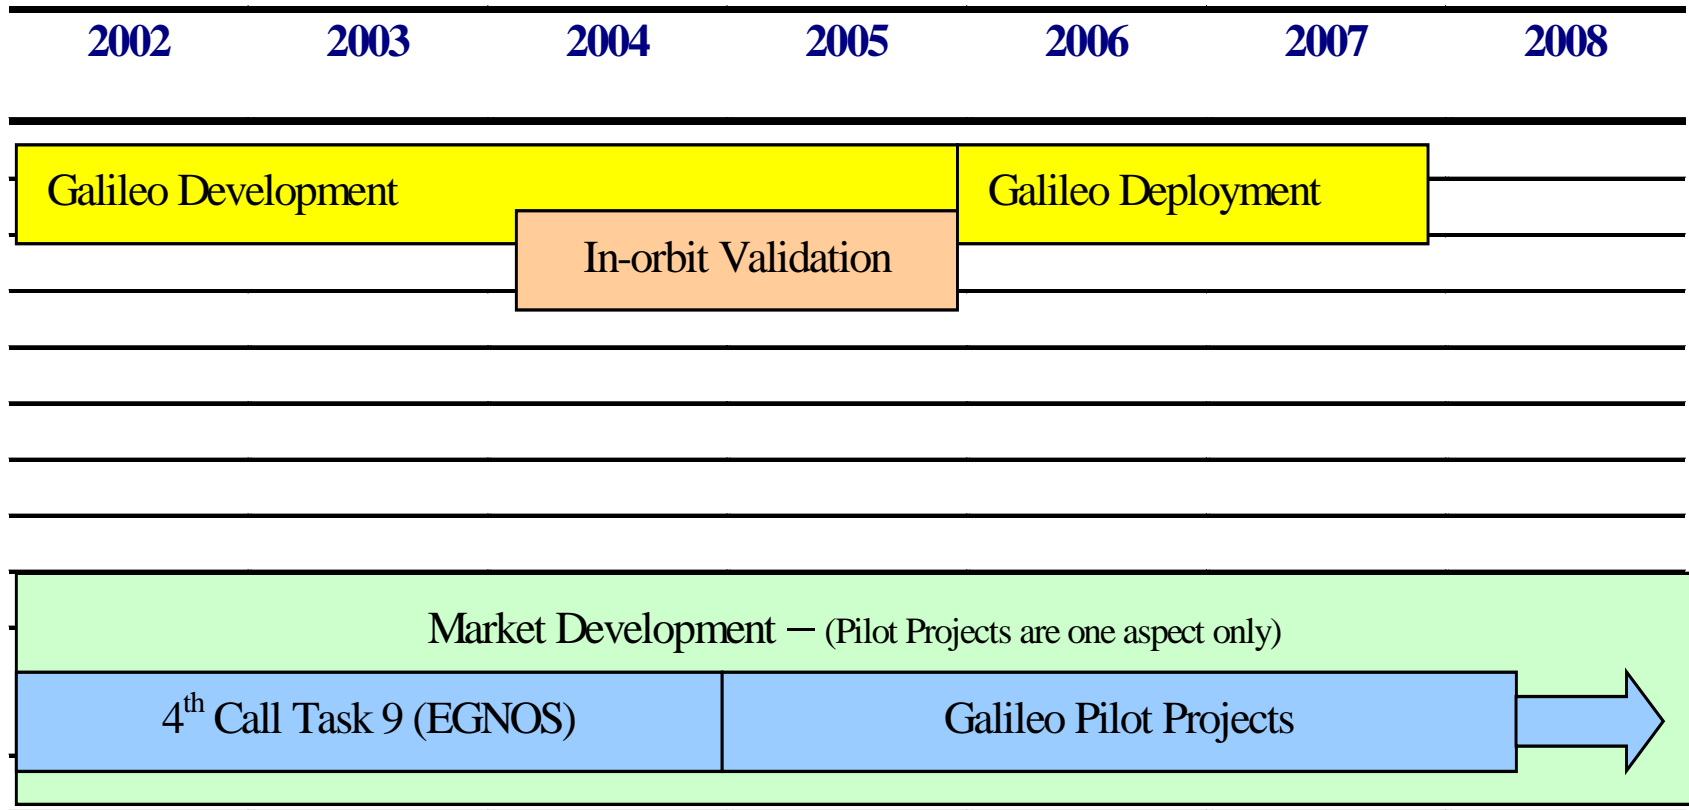 2002 2003 2004 2005 2006 2007 2008
Galileo Development
Galileo Deployment
In-orbit Validation
Market Development – (Pilot Projects are one aspect only)
4th Call Task 9 (EGNOS)
Galileo Pilot Projects